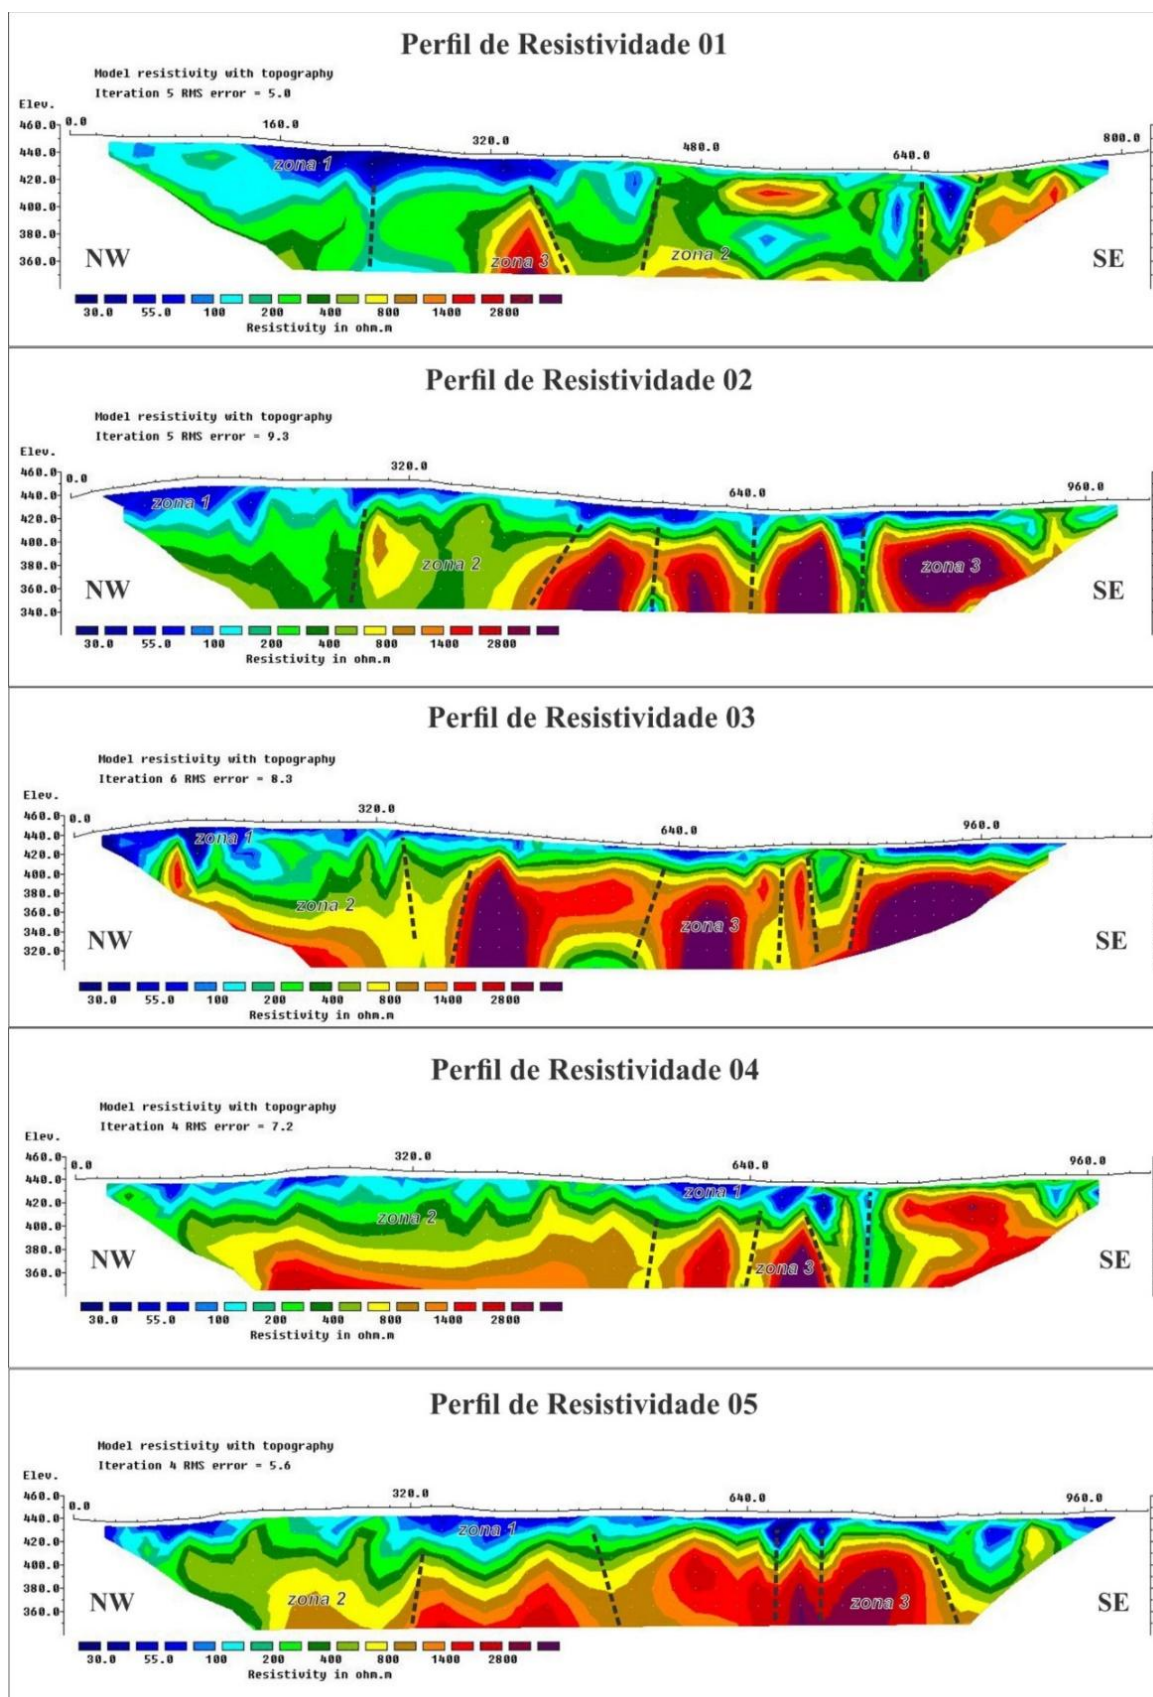 Perfil de Resistividade 01
Model resistivity with topography
Iteration 5 RMS error = 5.0
Elev.
460.0 0.0 160.0 320.0 480.0 640.0 800.0
440.0
420.0
400.0
380.0
360.0
zona 1
zona 2
zona 3
NW SE
30.0 55.0 100 200 400 800 1400 2800
Resistivity in ohm.m
Perfil de Resistividade 02
Model resistivity with topography
Iteration 5 RMS error = 9.3
Elev.
460.0 0.0 320.0 640.0 960.0
440.0
420.0
400.0
380.0
360.0
340.0
zona 1
zona 2 zona 3
NW SE
30.0 55.0 100 200 400 800 1400 2800
Resistivity in ohm.m
Perfil de Resistividade 03
Model resistivity with topography
Iteration 6 RMS error = 8.3
Elev.
460.0 0.0 320.0 640.0 960.0
440.0
420.0
400.0
380.0
360.0
340.0
320.0
zona 1
zona 2
zona 3
NW SE
30.0 55.0 100 200 400 800 1400 2800
Resistivity in ohm.m
Perfil de Resistividade 04
Model resistivity with topography
Iteration 4 RMS error = 7.2
Elev.
460.0 0.0 320.0 640.0 960.0
440.0
420.0
400.0
380.0
360.0
zona 1
zona 2
zona 3
NW SE
30.0 55.0 100 200 400 800 1400 2800
Resistivity in ohm.m
Perfil de Resistividade 05
Model resistivity with topography
Iteration 4 RMS error = 5.6
Elev.
460.0 0.0 320.0 640.0 960.0
440.0
420.0
400.0
380.0
360.0
zona 1
zona 2 zona 3
NW SE
30.0 55.0 100 200 400 800 1400 2800
Resistivity in ohm.m